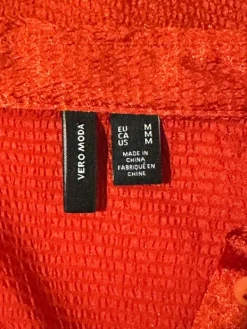 VERO MODA
EU M
CA M
US M
MADE IN
CHINA
FABRIQUÉ EN
CHINE